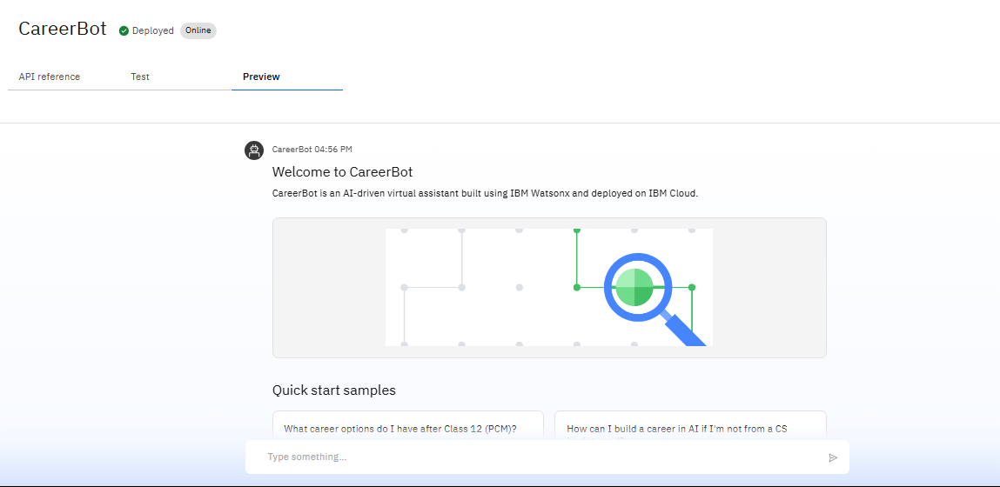 CareerBot Deployed Online
API reference Test Preview
CareerBot 04:56 PM
Welcome to CareerBot
CareerBot is an AI-driven virtual assistant built using IBM Watsonx and deployed on IBM Cloud.
Quick start samples
What career options do I have after Class 12 (PCM)? How can I build a career in AI if I'm not from a CS
Type something...